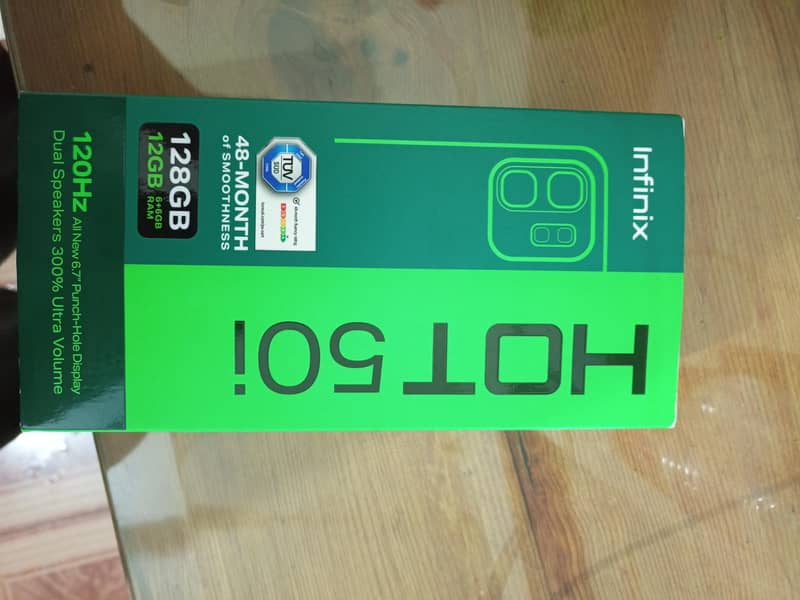 Infinix
HOT 50i
TÜV
SÜD
48-MONTH
of SMOOTHNESS
128GB
12GB 6+6GB
RAM
120Hz All New 6.7" Punch-Hole Display
Dual Speakers 300% Ultra Volume